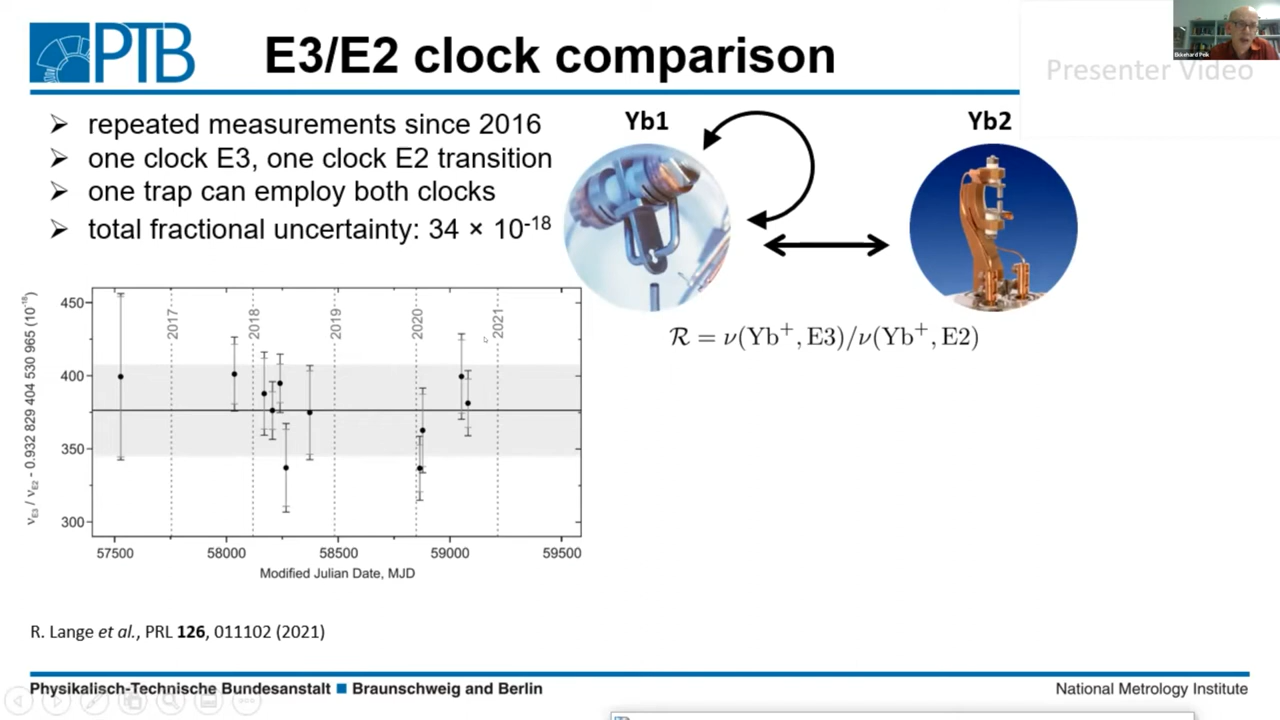 PTB
E3/E2 clock comparison
Presenter Video
Ekkehard Peik
➢ repeated measurements since 2016
➢ one clock E3, one clock E2 transition
➢ one trap can employ both clocks
➢ total fractional uncertainty: 34 × 10⁻¹⁸
Yb1
Yb2
ℛ = ν(Yb⁺, E3)/ν(Yb⁺, E2)
νE3 / νE2 - 0.932 829 404 530 965 (10⁻¹⁸)
450
400
350
300
2017
2018
2019
2020
2021
57500 58000 58500 59000 59500
Modified Julian Date, MJD
R. Lange et al., PRL 126, 011102 (2021)
Physikalisch-Technische Bundesanstalt ■ Braunschweig and Berlin
National Metrology Institute